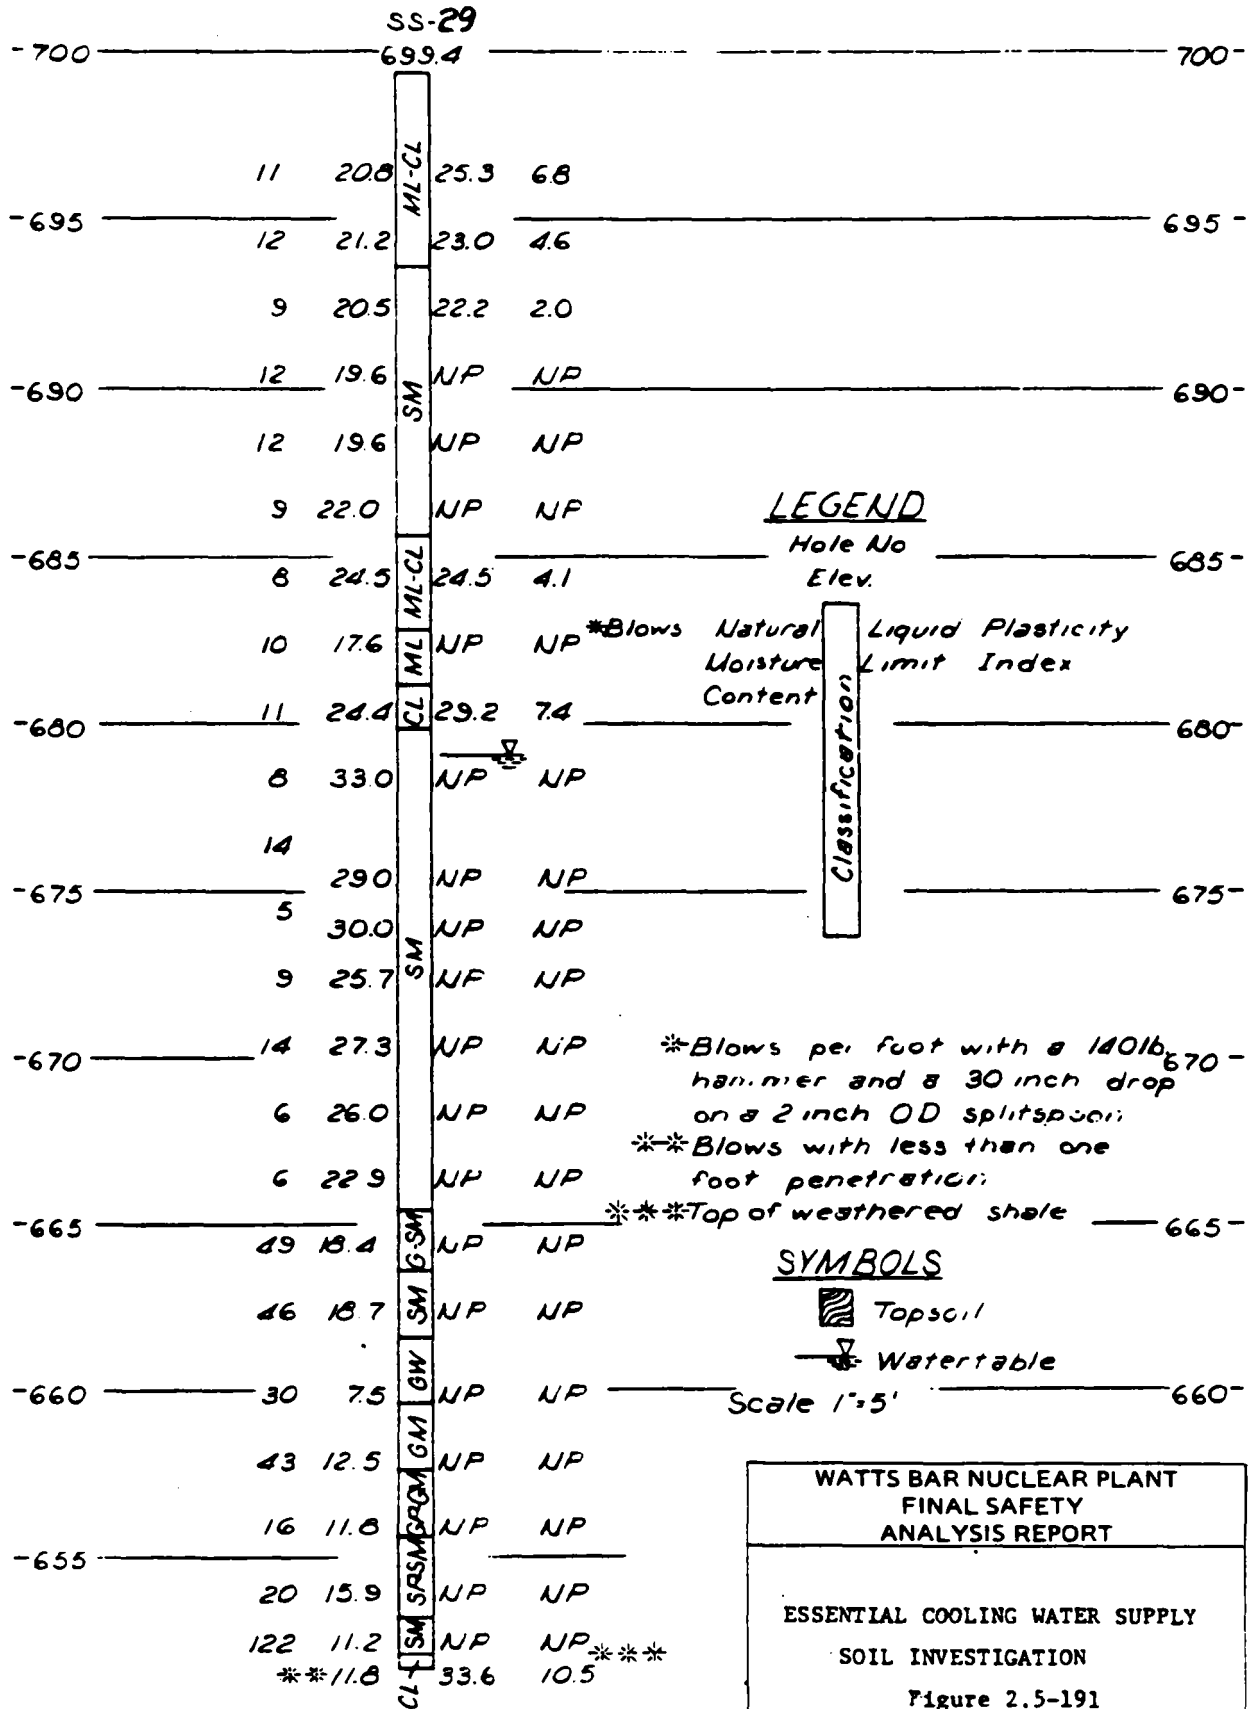 SS-29
-700 699.4 700-
11 20.8 ML-CL 25.3 6.8
-695 695-
12 21.2 23.0 4.6
9 20.5 22.2 2.0
12 19.6 NP NP
-690 SM 690-
12 19.6 NP NP
9 22.0 NP NP
LEGEND
Hole No
-685 685-
Elev.
8 24.5 ML-CL 24.5 4.1
*Blows Natural Liquid Plasticity
10 17.6 ML NP NP
Moisture Limit Index
Content
11 24.4 CL 29.2 7.4
-680 680-
8 33.0 NP NP
Classification
14
29.0 NP NP
-675 675-
5
30.0 NP NP
SM
9 25.7 NP NP
14 27.3 NP NP
-670 670-
*Blows per foot with a 140lb.
hammer and a 30 inch drop
on a 2 inch OD splitspoon
6 26.0 NP NP
**Blows with less than one
foot penetration
6 22.9 NP NP
***Top of weathered shale
-665 665-
49 18.4 G-SM NP NP
SYMBOLS
46 18.7 SM NP NP
Topsoil
Watertable
-660 660-
30 7.5 GW NP NP
Scale 1"=5'
43 12.5 GM NP NP
16 11.8 GPGM NP NP
-655
20 15.9 SPSM NP NP
122 11.2 SM NP NP ***
**11.8 CL 33.6 10.5
WATTS BAR NUCLEAR PLANT
FINAL SAFETY
ANALYSIS REPORT
ESSENTIAL COOLING WATER SUPPLY
SOIL INVESTIGATION
Figure 2.5-191